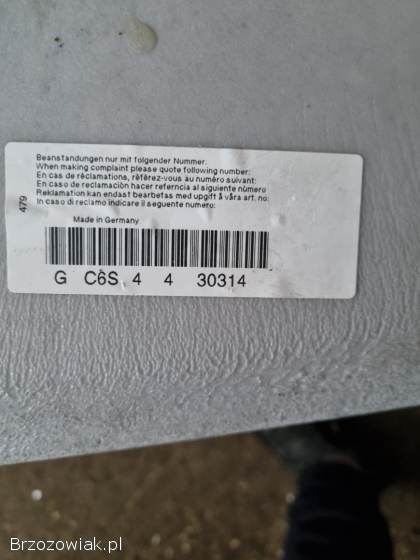 Beanstandungen nur mit folgender Nummer:
When making complaint please quote following number:
En cas de réclamations, référez-vous au numéro suivant:
En caso de reclamación hacer referncia al siguiente número
Reklamation kan endast bearbetas med uppgift å våra art. no:
In caso di reclamo indicare il seguente numero:
479
Made in Germany
G C6S 4 4 30314
Brzozowiak.pl